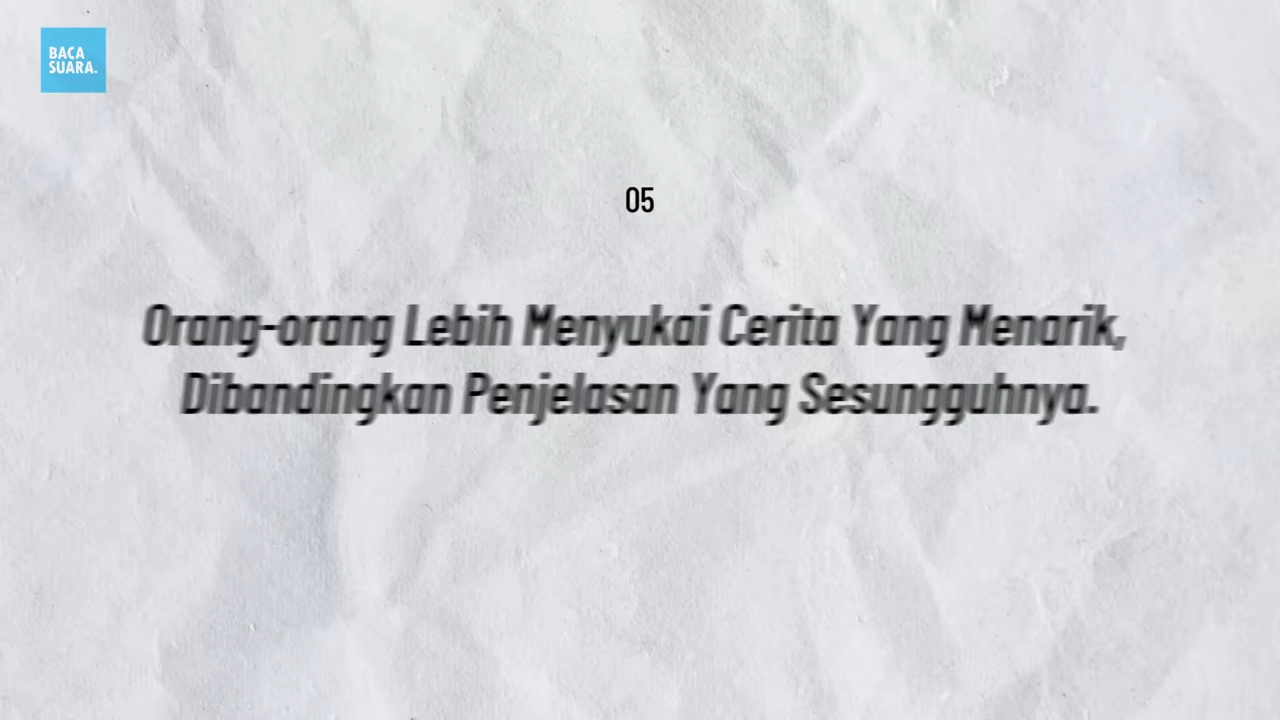 BACA
SUARA.
05
Orang-orang Lebih Menyukai Cerita Yang Menarik,
Dibandingkan Penjelasan Yang Sesungguhnya.